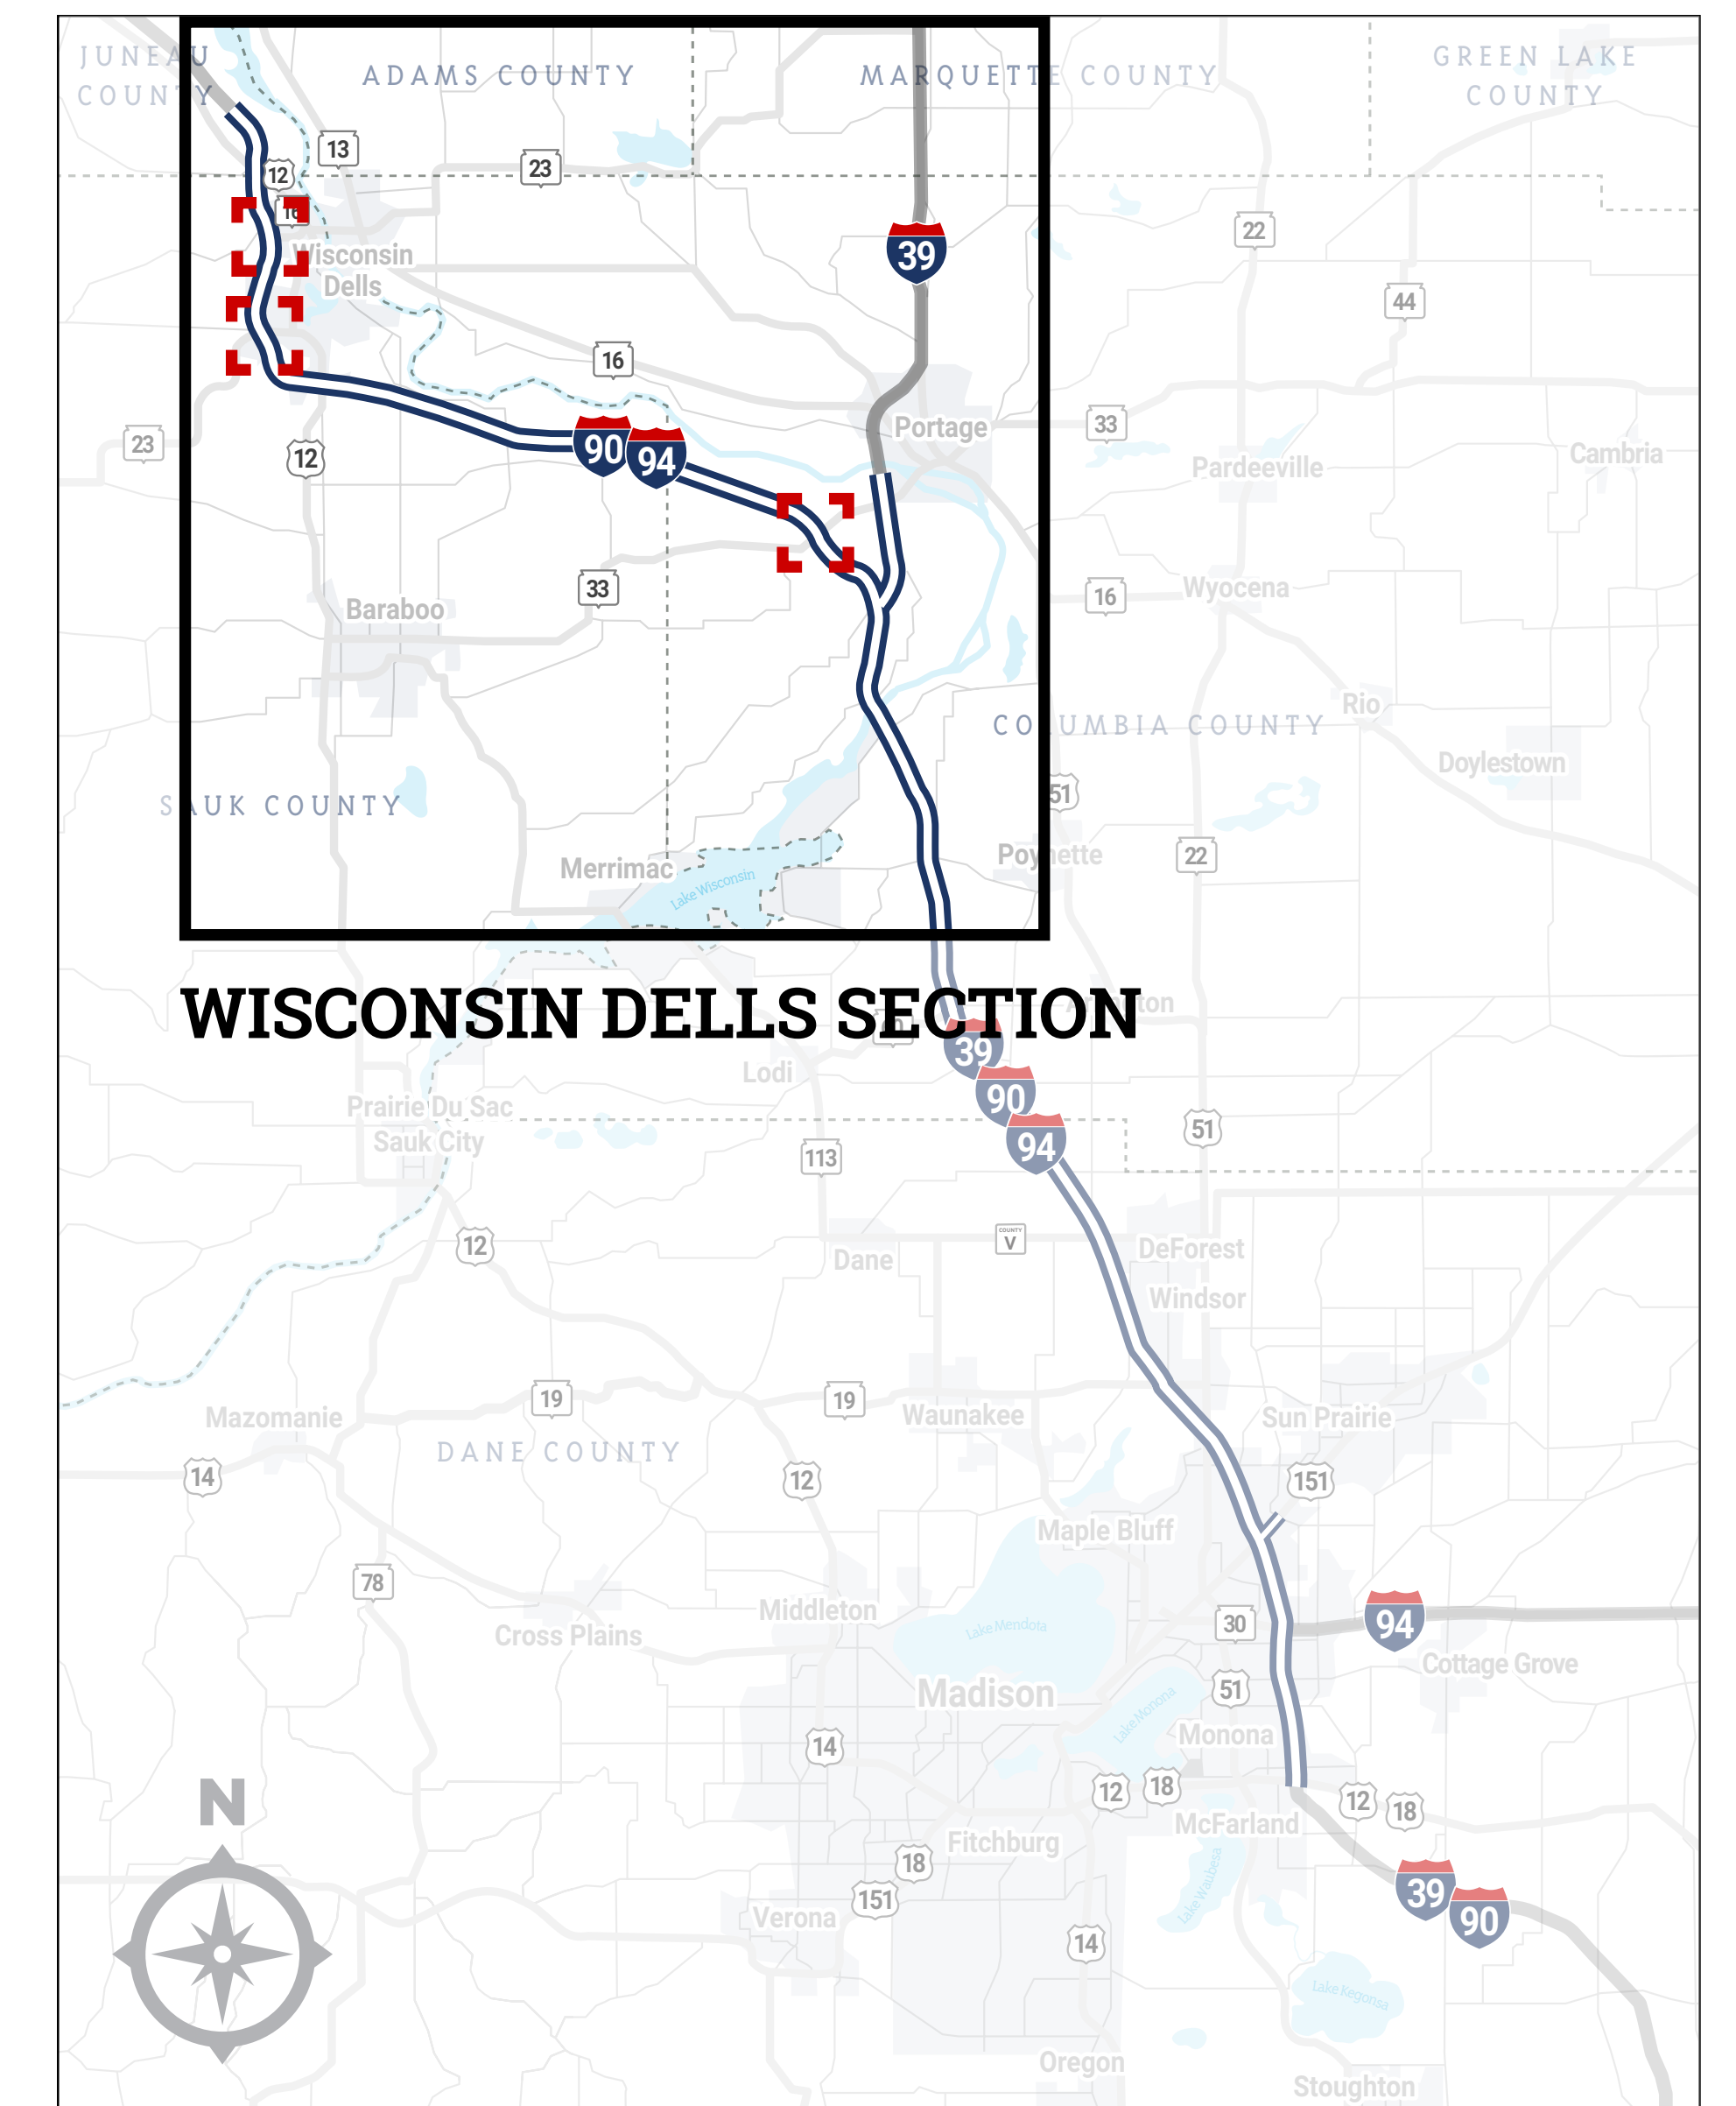 JUNEAU
COUNTY
ADAMS COUNTY
MARQUETTE COUNTY
GREEN LAKE
COUNTY
13
12
23
16
Wisconsin
Dells
39
22
44
16
23
12
90
94
Portage
33
Pardeeville
Cambria
33
Baraboo
16
Wyocena
Rio
COLUMBIA COUNTY
Doylestown
SAUK COUNTY
51
Merrimac
Lake Wisconsin
Poynette
22
WISCONSIN DELLS SECTION
39
90
94
Lodi
Prairie Du Sac
Sauk City
113
51
12
Dane
COUNTY
V
DeForest
Windsor
19
19
Mazomanie
Waunakee
Sun Prairie
DANE COUNTY
14
12
151
Maple Bluff
78
Middleton
Cross Plains
Lake Mendota
30
94
Cottage Grove
Madison
51
Lake Monona
Monona
14
12
18
12
18
N
McFarland
Fitchburg
18
151
39
90
Lake Waubesa
Verona
14
Lake Kegonsa
Oregon
Stoughton